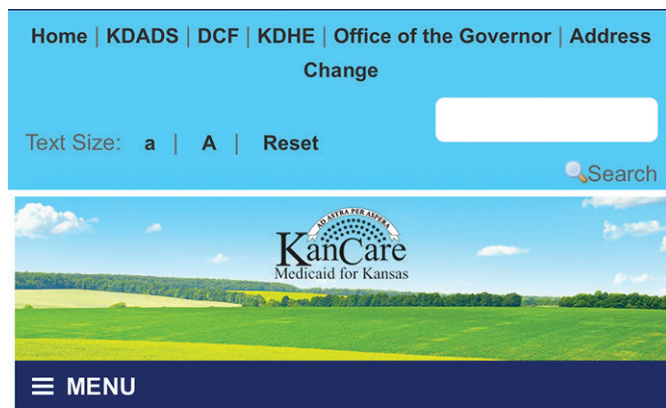 Home | KDADS | DCF | KDHE | Office of the Governor | Address
Change
Text Size: a | A | Reset
Search
AD ASTRA PER ASPERA
KanCare
Medicaid for Kansas
MENU